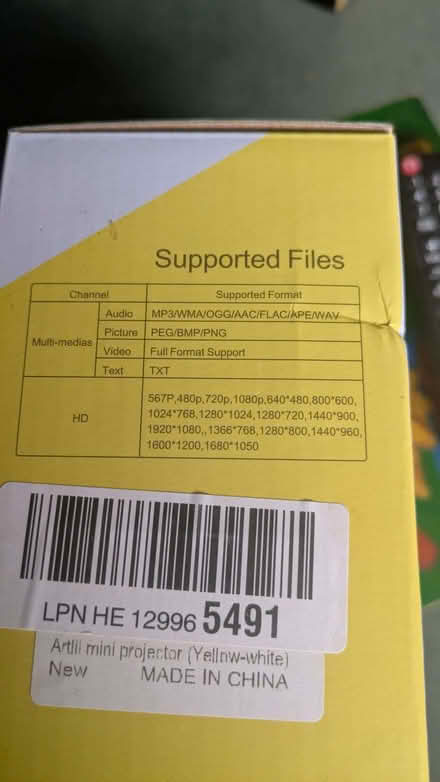 Supported Files
Channel Supported Format
Multi-medias
Audio MP3/WMA/OGG/AAC/FLAC/APE/WAV
Picture PEG/BMP/PNG
Video Full Format Support
Text TXT
HD
567P,480p,720p,1080p,640*480,800*600,
1024*768,1280*1024,1280*720,1440*900,
1920*1080,,1366*768,1280*800,1440*960,
1600*1200,1680*1050
LPN HE 12996 5491
Artlii mini projector (Yellnw-white)
New MADE IN CHINA